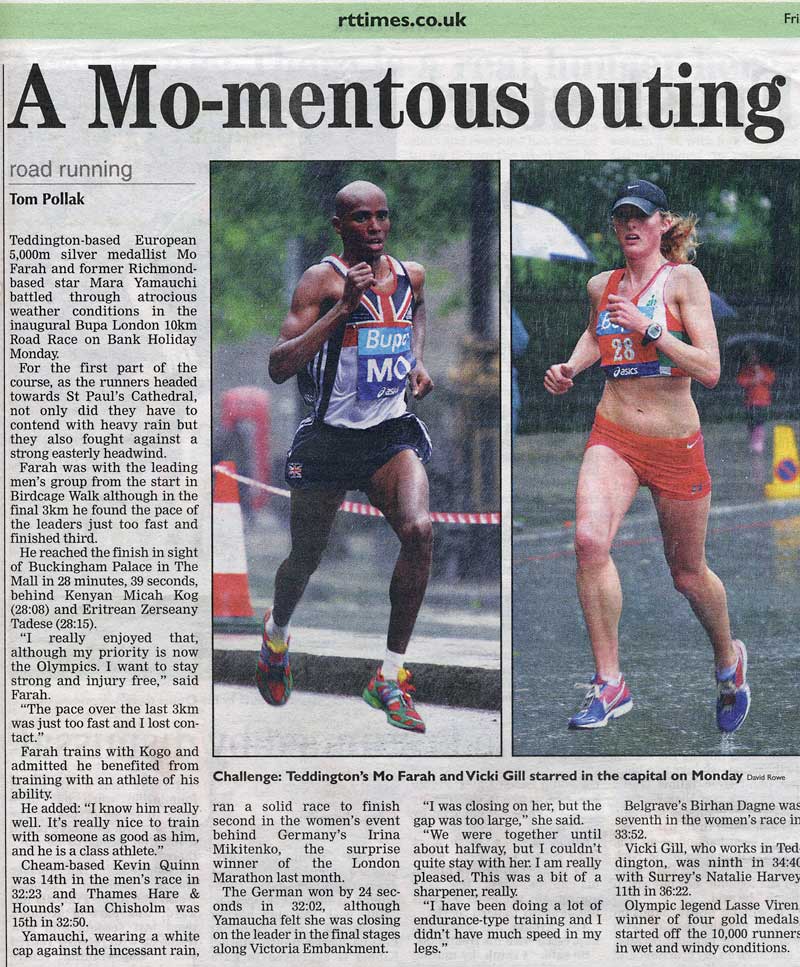 rttimes.co.uk
Fri
A Mo-mentous outing
road running
Tom Pollak
Teddington-based European
5,000m silver medallist Mo
Farah and former Richmond-
based star Mara Yamauchi
battled through atrocious
weather conditions in the
inaugural Bupa London 10km
Road Race on Bank Holiday
Monday.
For the first part of the
course, as the runners headed
towards St Paul's Cathedral,
not only did they have to
contend with heavy rain but
they also fought against a
strong easterly headwind.
Farah was with the leading
men's group from the start in
Birdcage Walk although in the
final 3km he found the pace of
the leaders just too fast and
finished third.
He reached the finish in sight
of Buckingham Palace in The
Mall in 28 minutes, 39 seconds,
behind Kenyan Micah Kog
(28:08) and Eritrean Zerseany
Tadese (28:15).
"I really enjoyed that,
although my priority is now
the Olympics. I want to stay
strong and injury free," said
Farah.
"The pace over the last 3km
was just too fast and I lost con-
tact."
Farah trains with Kogo and
admitted he benefited from
training with an athlete of his
ability.
He added: "I know him really
well. It's really nice to train
with someone as good as him,
and he is a class athlete."
Cheam-based Kevin Quinn
was 14th in the men's race in
32:23 and Thames Hare &
Hounds' Ian Chisholm was
15th in 32:50.
Yamauchi, wearing a white
cap against the incessant rain,
Bupa
MO
asics
Bupa
28
asics
Challenge: Teddington's Mo Farah and Vicki Gill starred in the capital on Monday David Rowe
ran a solid race to finish
second in the women's event
behind Germany's Irina
Mikitenko, the surprise
winner of the London
Marathon last month.
The German won by 24 sec-
onds in 32:02, although
Yamaucha felt she was closing
on the leader in the final stages
along Victoria Embankment.
"I was closing on her, but the
gap was too large," she said.
"We were together until
about halfway, but I couldn't
quite stay with her. I am really
pleased. This was a bit of a
sharpener, really.
"I have been doing a lot of
endurance-type training and I
didn't have much speed in my
legs."
Belgrave's Birhan Dagne was
seventh in the women's race in
33:52.
Vicki Gill, who works in Ted-
dington, was ninth in 34:40
with Surrey's Natalie Harvey
11th in 36:22.
Olympic legend Lasse Viren,
winner of four gold medals,
started off the 10,000 runners
in wet and windy conditions.